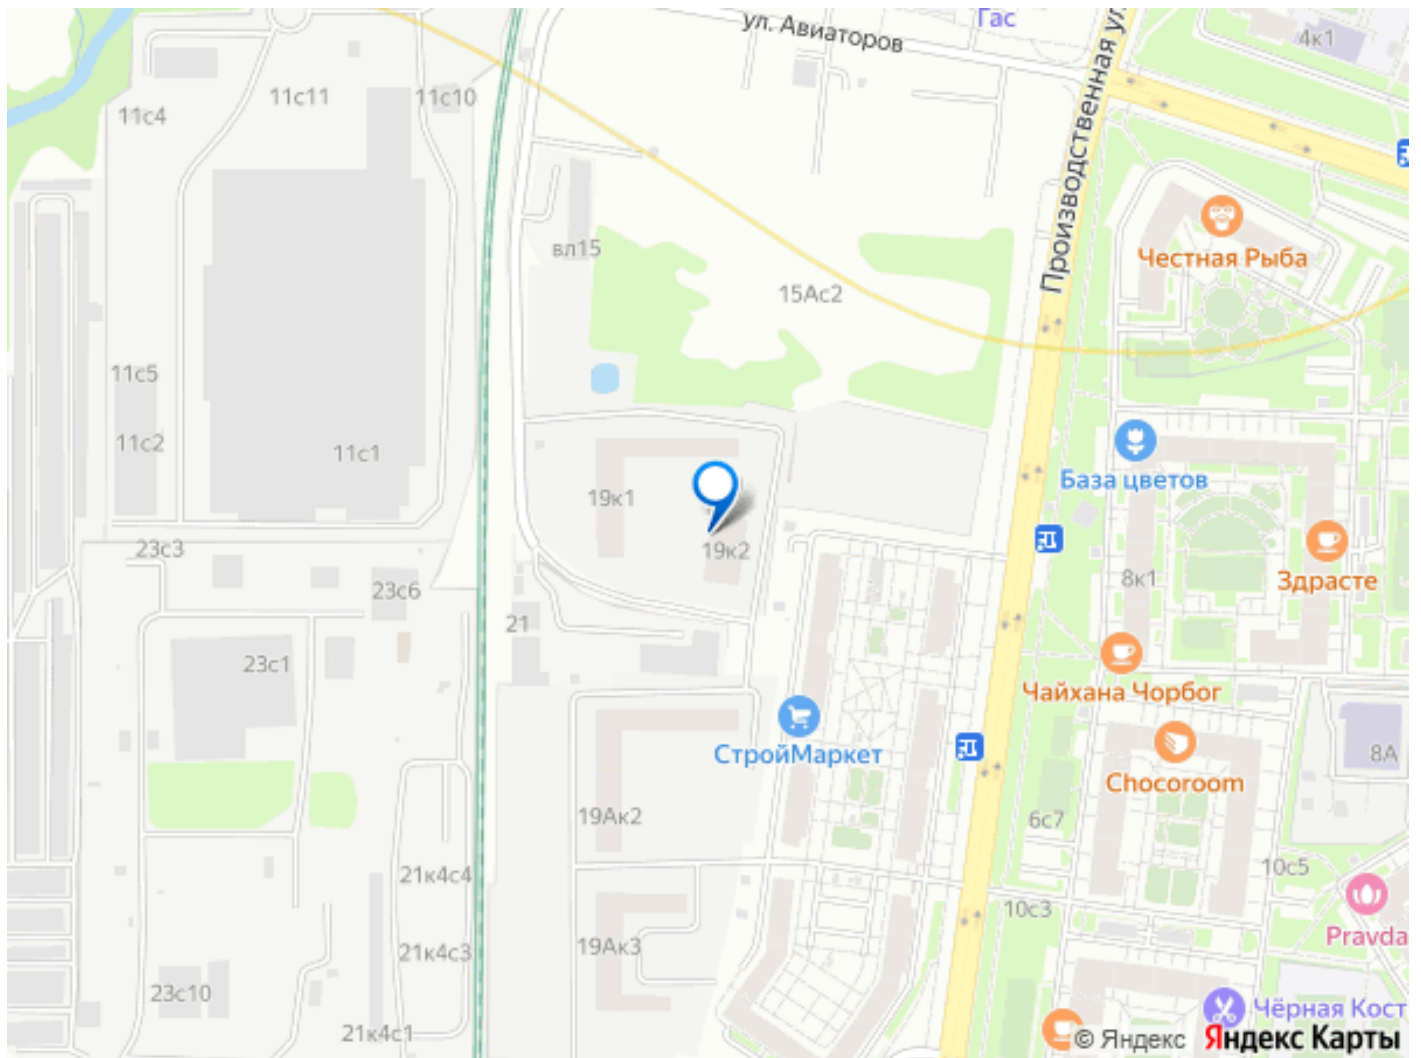 Гас
ул. Авиаторов
Производственная ул.
4к1
11с4
11с11
11с10
Честная Рыба
вл15
15Ас2
11с5
11с2
11с1
База цветов
19к1
19к2
23с3
23с6
8к1
Здрасте
21
23с1
Чайхана Чорбог
СтройМаркет
8А
Chocoroom
19Ак2
6с7
21к4с4
10с5
10с3
19Ак3
21к4с3
Pravda
23с10
21к4с1
Чёрная Кост
© Яндекс Яндекс Карты